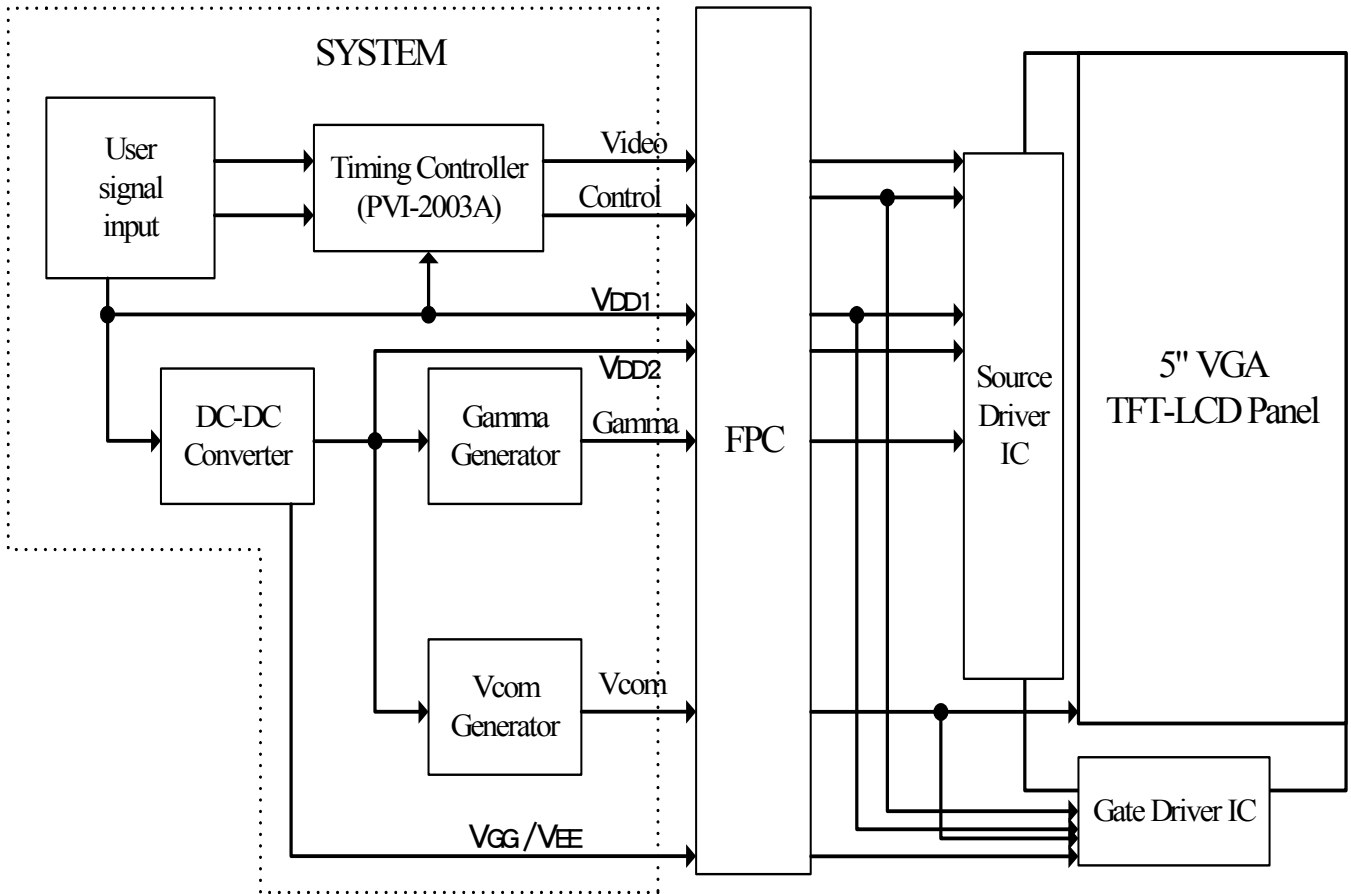 SYSTEM
User
signal
input
Timing Controller
(PVI-2003A)
Video
Control
VDD1
VDD2
DC-DC
Converter
Gamma
Generator
Gamma
Vcom
Generator
Vcom
VGG / VEE
FPC
Source
Driver
IC
5" VGA
TFT-LCD Panel
Gate Driver IC